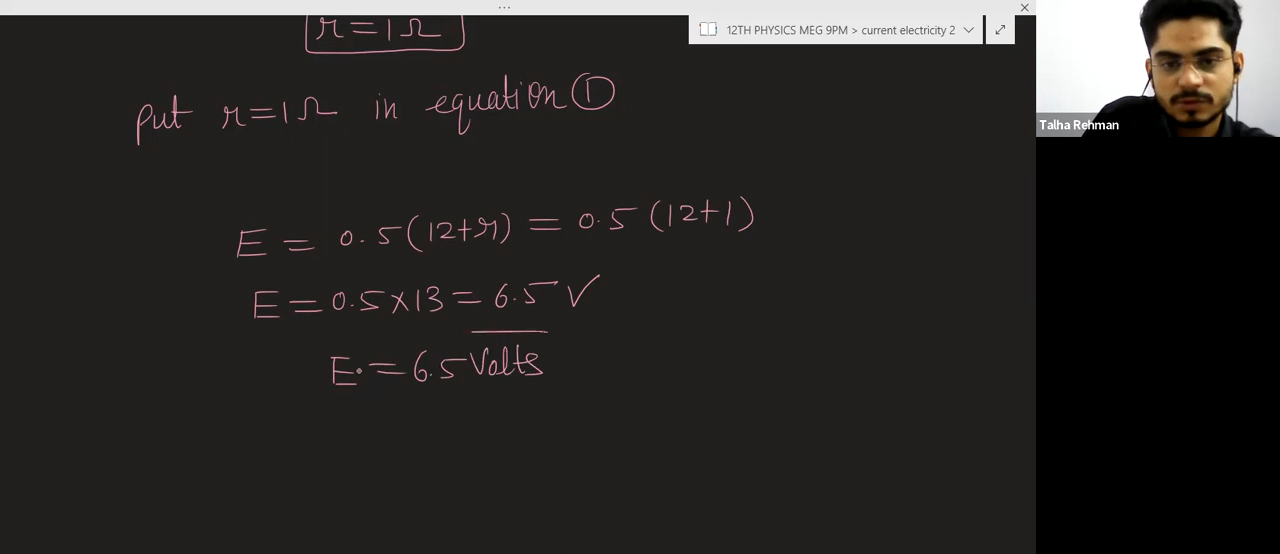 r = 1Ω
12TH PHYSICS MEG 9PM > current electricity 2
put r = 1Ω in equation ①
Talha Rehman
E = 0.5(12+r) = 0.5(12+1)
E = 0.5×13 = 6.5 V
E = 6.5 Volts